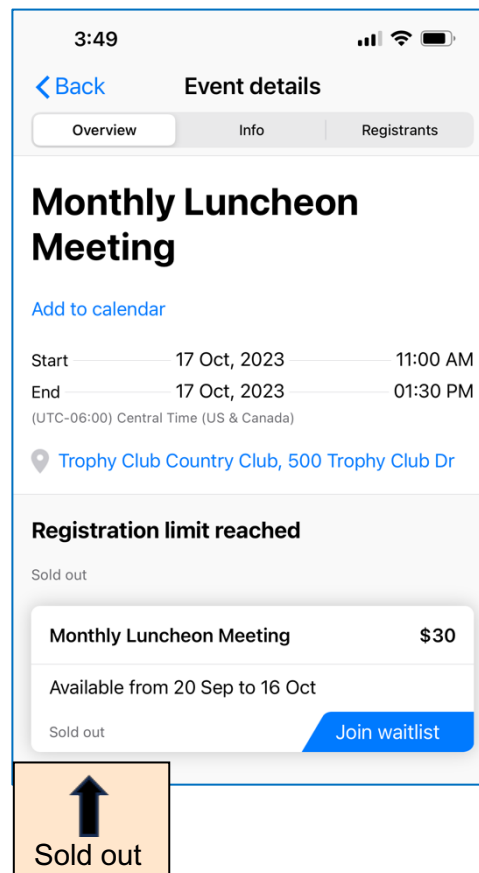 3:49
Back Event details
Overview Info Registrants
Monthly Luncheon
Meeting
Add to calendar
Start 17 Oct, 2023 11:00 AM
End 17 Oct, 2023 01:30 PM
(UTC-06:00) Central Time (US & Canada)
Trophy Club Country Club, 500 Trophy Club Dr
Registration limit reached
Sold out
Monthly Luncheon Meeting $30
Available from 20 Sep to 16 Oct
Sold out Join waitlist
Sold out